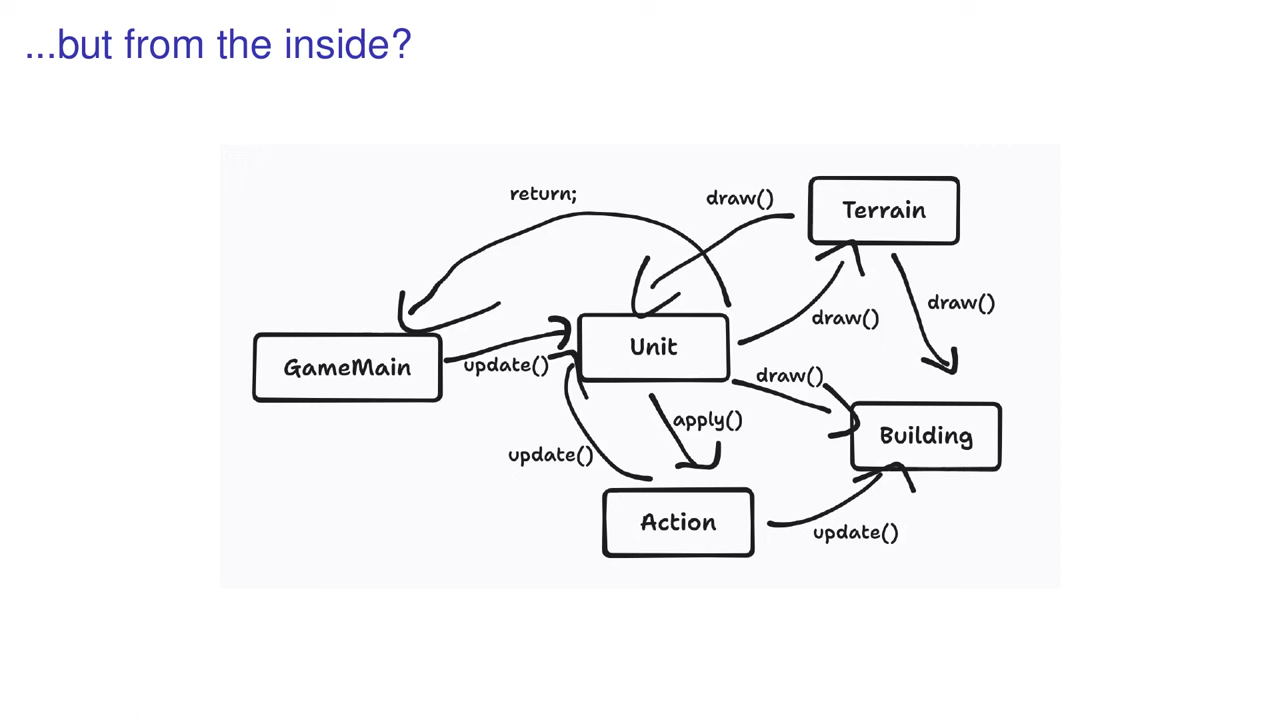 ...but from the inside?
return;
draw()
Terrain
draw()
draw()
GameMain
update()
Unit
draw()
apply()
Building
update()
Action
update()